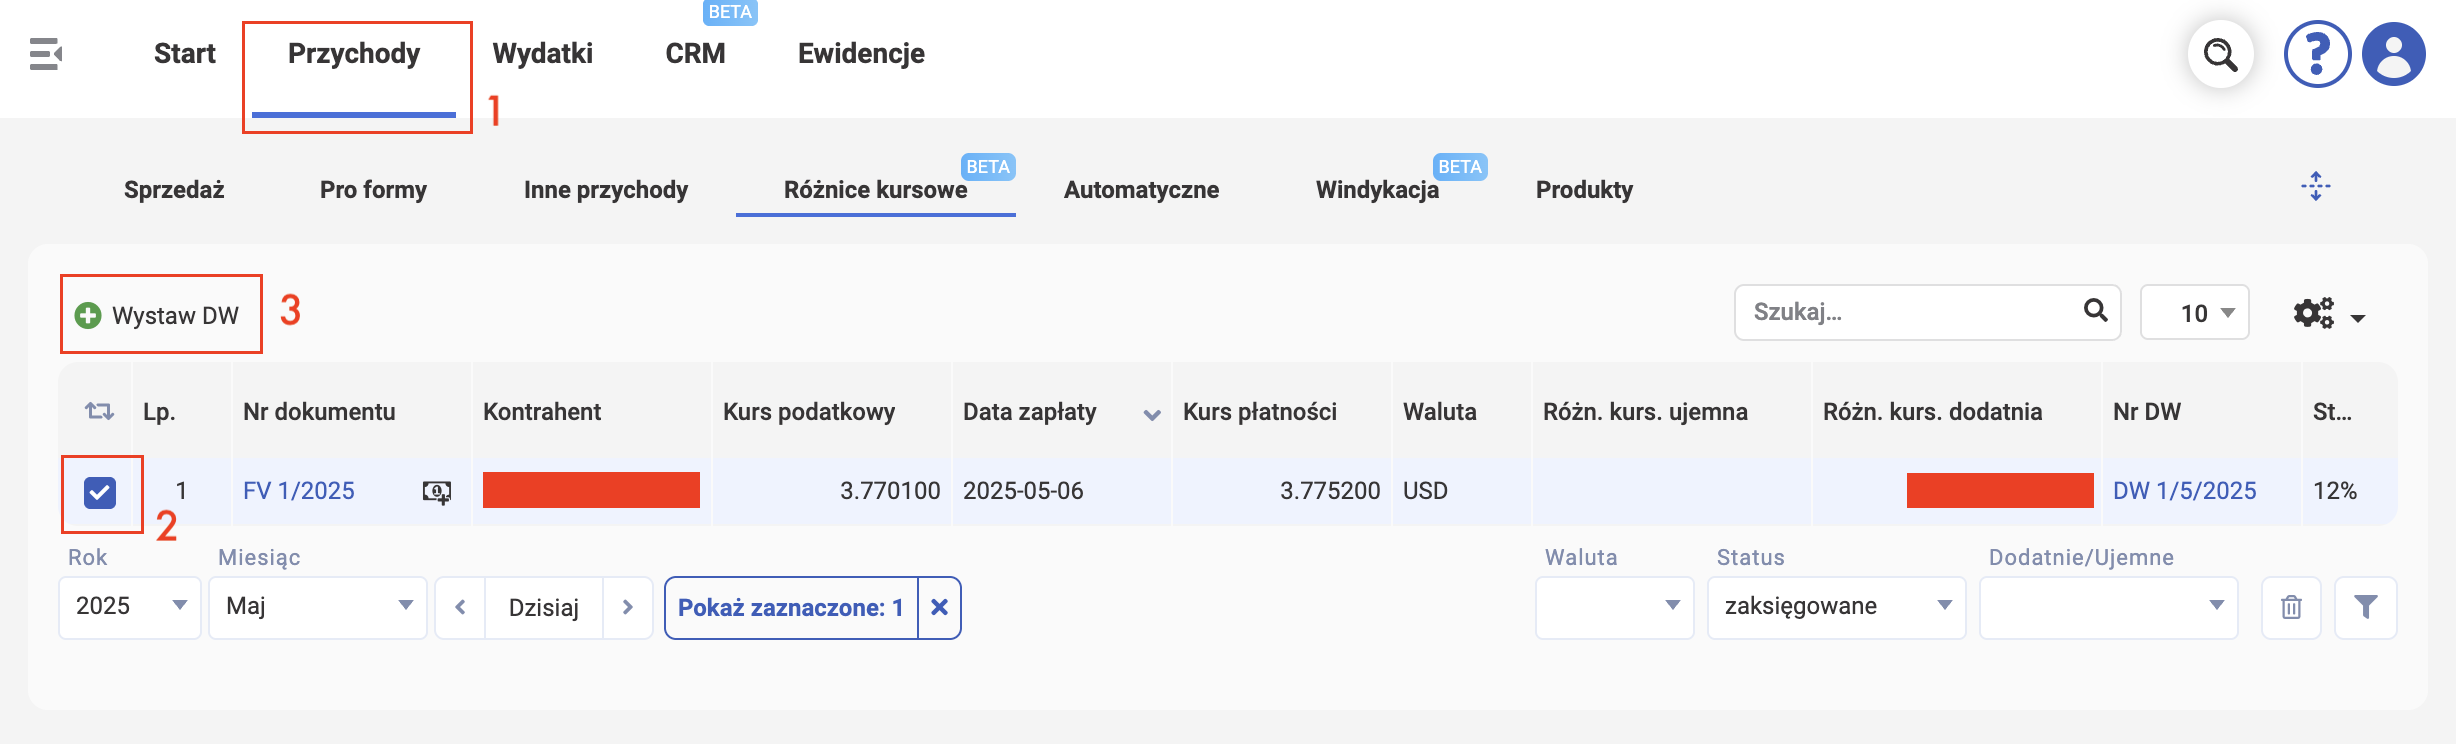 BETA
Start Przychody Wydatki CRM Ewidencje ?
1
BETA BETA
Sprzedaż Pro formy Inne przychody Różnice kursowe Automatyczne Windykacja Produkty
Wystaw DW 3 Szukaj... 10
Lp. Nr dokumentu Kontrahent Kurs podatkowy Data zapłaty Kurs płatności Waluta Różn. kurs. ujemna Różn. kurs. dodatnia Nr DW St...
1 FV 1/2025 3.770100 2025-05-06 3.775200 USD DW 1/5/2025 12%
2
Rok Miesiąc Waluta Status Dodatnie/Ujemne
2025 Maj Dzisiaj Pokaż zaznaczone: 1 zaksięgowane